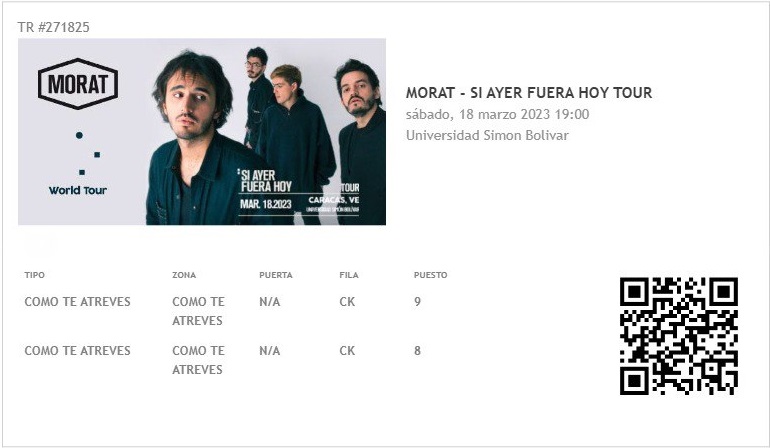 TR #271825
MORAT
World Tour
SI AYER
FUERA HOY
TOUR
MAR. 18.2023
CARACAS, VE
UNIVERSIDAD SIMÓN BOLÍVAR
MORAT - SI AYER FUERA HOY TOUR
sábado, 18 marzo 2023 19:00
Universidad Simon Bolivar
TIPO ZONA PUERTA FILA PUESTO
COMO TE ATREVES COMO TE N/A CK 9
ATREVES
COMO TE ATREVES COMO TE N/A CK 8
ATREVES